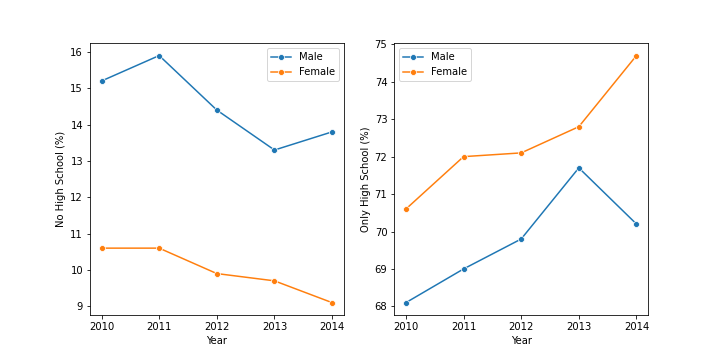 No High School (%)
16
15
14
13
12
11
10
9
Male
Female
2010 2011 2012 2013 2014
Year
Only High School (%)
75
74
73
72
71
70
69
68
Male
Female
2010 2011 2012 2013 2014
Year